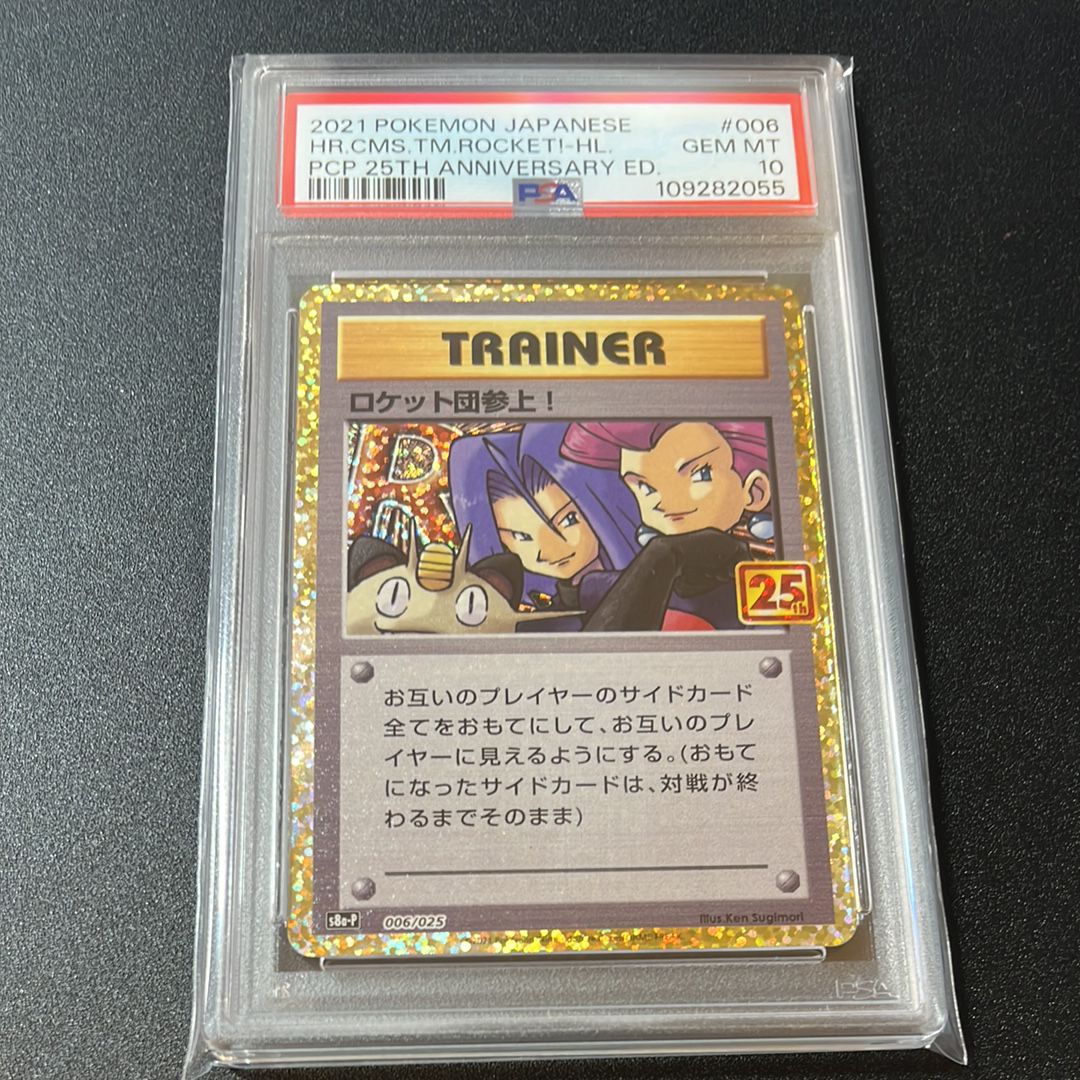 2021 POKEMON JAPANESE #006
HR.CMS.TM.ROCKET!-HL. GEM MT
PCP 25TH ANNIVERSARY ED. 10
PSA 109282055
TRAINER
ロケット団参上！
25th
お互いのプレイヤーのサイドカード
全てをおもてにして、お互いのプレ
イヤーに見えるようにする。(おもて
になったサイドカードは、対戦が終
わるまでそのまま)
s8a-P 006/025 Illus.Ken Sugimori
PSA